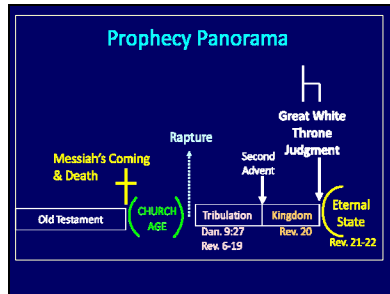 Prophecy Panorama
Great White
Throne
Judgment
Rapture
Messiah's Coming
& Death
Second
Advent
Old Testament
CHURCH
AGE
Tribulation
Kingdom
Eternal
State
Dan. 9:27
Rev. 6-19
Rev. 20
Rev. 21-22